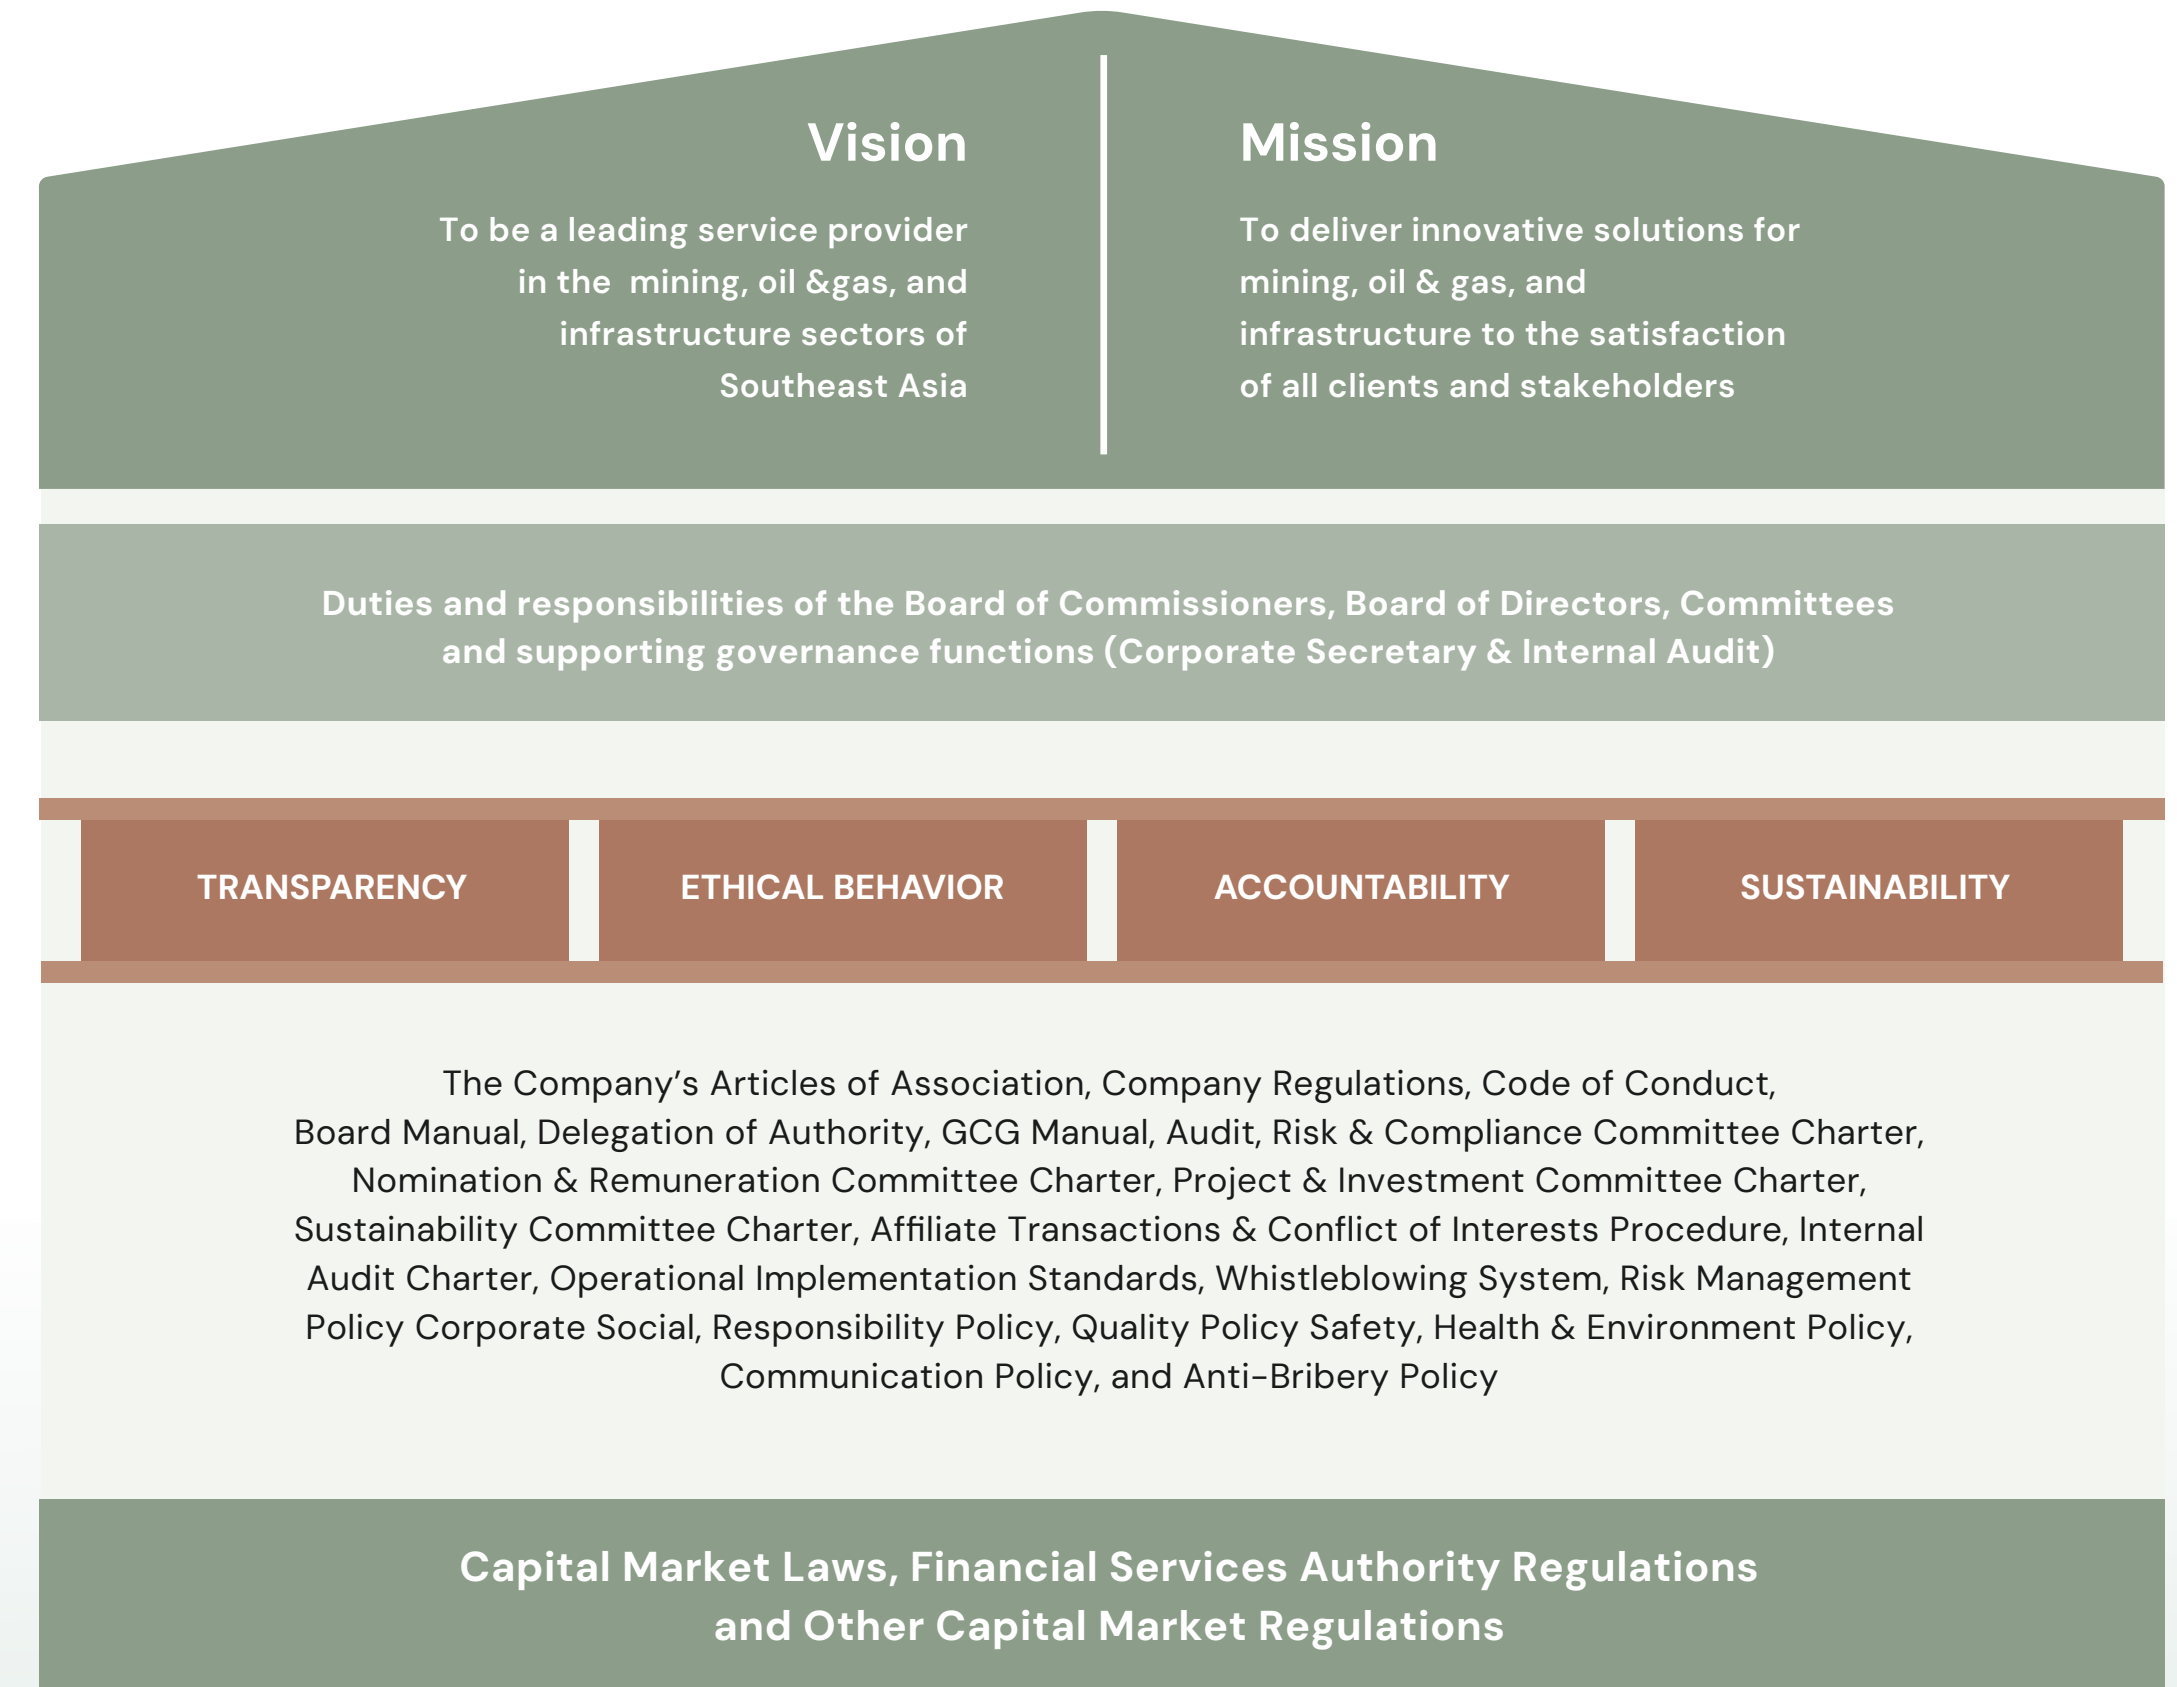 Vision
To be a leading service provider
in the mining, oil &gas, and
infrastructure sectors of
Southeast Asia
Mission
To deliver innovative solutions for
mining, oil & gas, and
infrastructure to the satisfaction
of all clients and stakeholders
Duties and responsibilities of the Board of Commissioners, Board of Directors, Committees
and supporting governance functions (Corporate Secretary & Internal Audit)
TRANSPARENCY
ETHICAL BEHAVIOR
ACCOUNTABILITY
SUSTAINABILITY
The Company’s Articles of Association, Company Regulations, Code of Conduct,
Board Manual, Delegation of Authority, GCG Manual, Audit, Risk & Compliance Committee Charter,
Nomination & Remuneration Committee Charter, Project & Investment Committee Charter,
Sustainability Committee Charter, Affiliate Transactions & Conflict of Interests Procedure, Internal
Audit Charter, Operational Implementation Standards, Whistleblowing System, Risk Management
Policy Corporate Social, Responsibility Policy, Quality Policy Safety, Health & Environment Policy,
Communication Policy, and Anti-Bribery Policy
Capital Market Laws, Financial Services Authority Regulations
and Other Capital Market Regulations